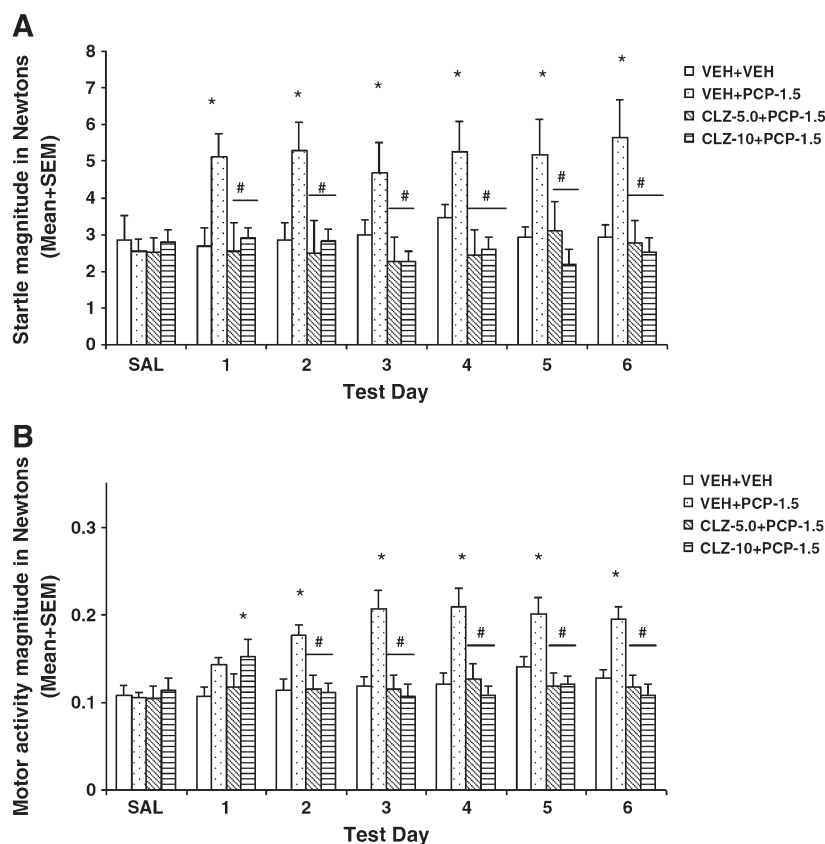 A
Startle magnitude in Newtons
(Mean+SEM)
8
7
6
5
4
3
2
1
0
* * * * * *
# # # # # #
SAL 1 2 3 4 5 6
Test Day
VEH+VEH
VEH+PCP-1.5
CLZ-5.0+PCP-1.5
CLZ-10+PCP-1.5
B
Motor activity magnitude in Newtons
(Mean+SEM)
0.3
0.2
0.1
0
* * * * * *
# # # # #
SAL 1 2 3 4 5 6
Test Day
VEH+VEH
VEH+PCP-1.5
CLZ-5.0+PCP-1.5
CLZ-10+PCP-1.5